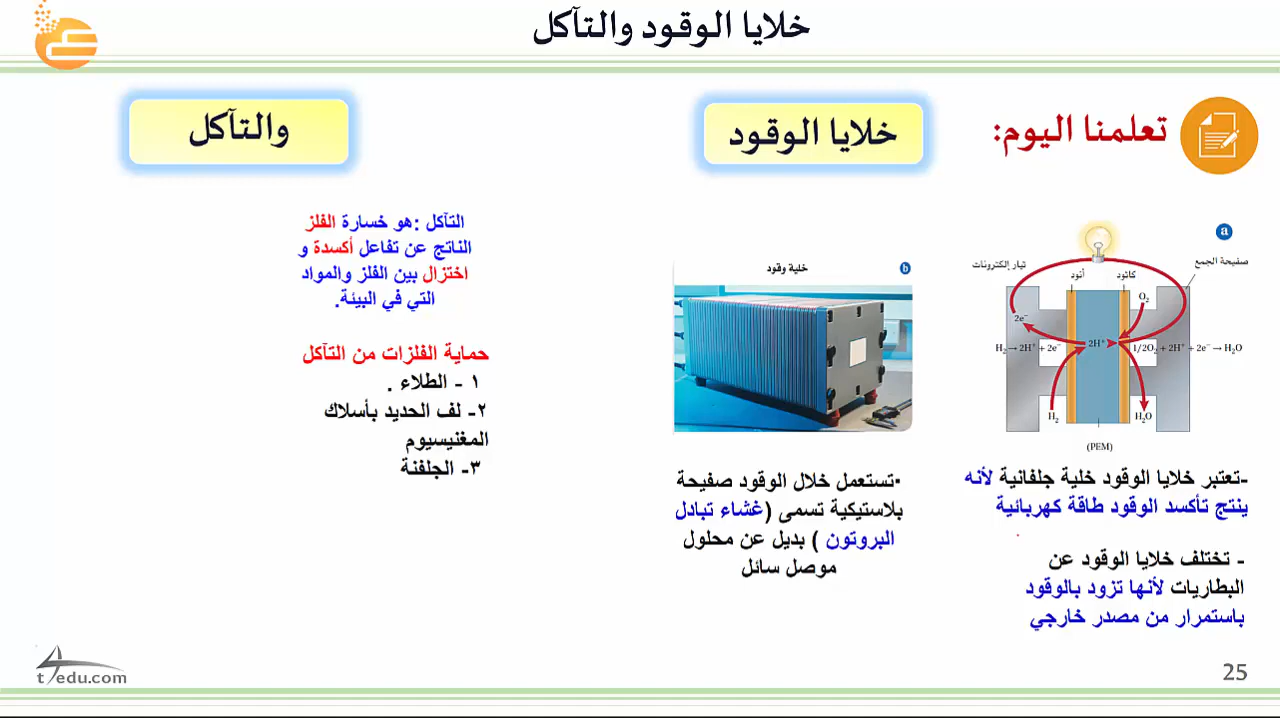 خلايا الوقود والتآكل
تعلمنا اليوم:
خلايا الوقود
والتآكل
a
صفيحة الجمع
تيار إلكترونات
كاثود
أنود
O₂
2e⁻
H₂→2H⁺+2e⁻
2H⁺
1/2O₂+2H⁺+2e⁻→H₂O
H₂
H₂O
(PEM)
-تعتبر خلايا الوقود خلية جلفانية لأنه
ينتج تأكسد الوقود طاقة كهربائية
- تختلف خلايا الوقود عن
البطاريات لأنها تزود بالوقود
باستمرار من مصدر خارجي
b
خلية وقود
•تستعمل خلال الوقود صفيحة
بلاستيكية تسمى (غشاء تبادل
البروتون ) بديل عن محلول
موصل سائل
التآكل :هو خسارة الفلز
الناتج عن تفاعل أكسدة و
اختزال بين الفلز والمواد
التي في البيئة.
حماية الفلزات من التآكل
١ - الطلاء .
٢- لف الحديد بأسلاك
المغنيسيوم
٣- الجلفنة
t4edu.com
25